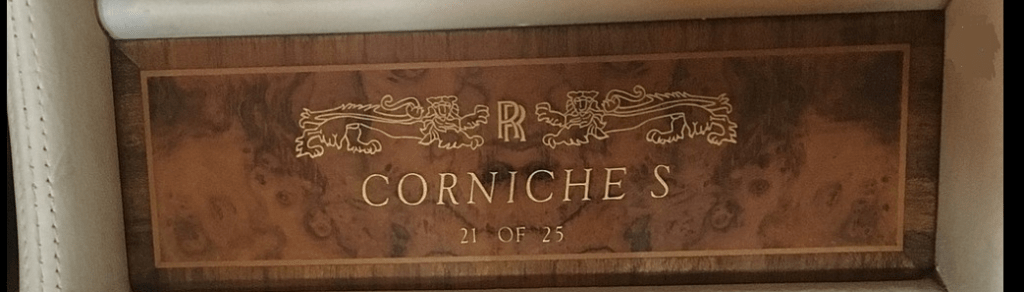 RR
CORNICHE S
21 OF 25